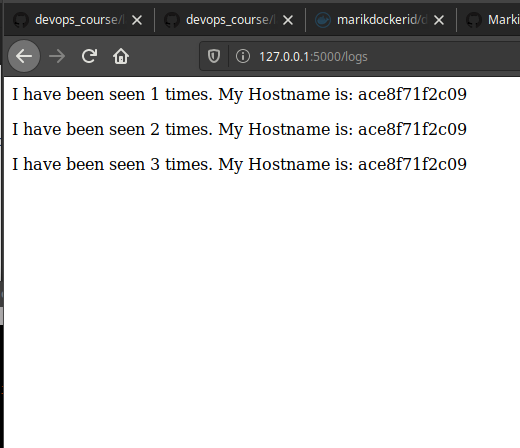 devops_course/
devops_course/
marikdockerid/d
Marki
127.0.0.1:5000/logs
I have been seen 1 times. My Hostname is: ace8f71f2c09
I have been seen 2 times. My Hostname is: ace8f71f2c09
I have been seen 3 times. My Hostname is: ace8f71f2c09